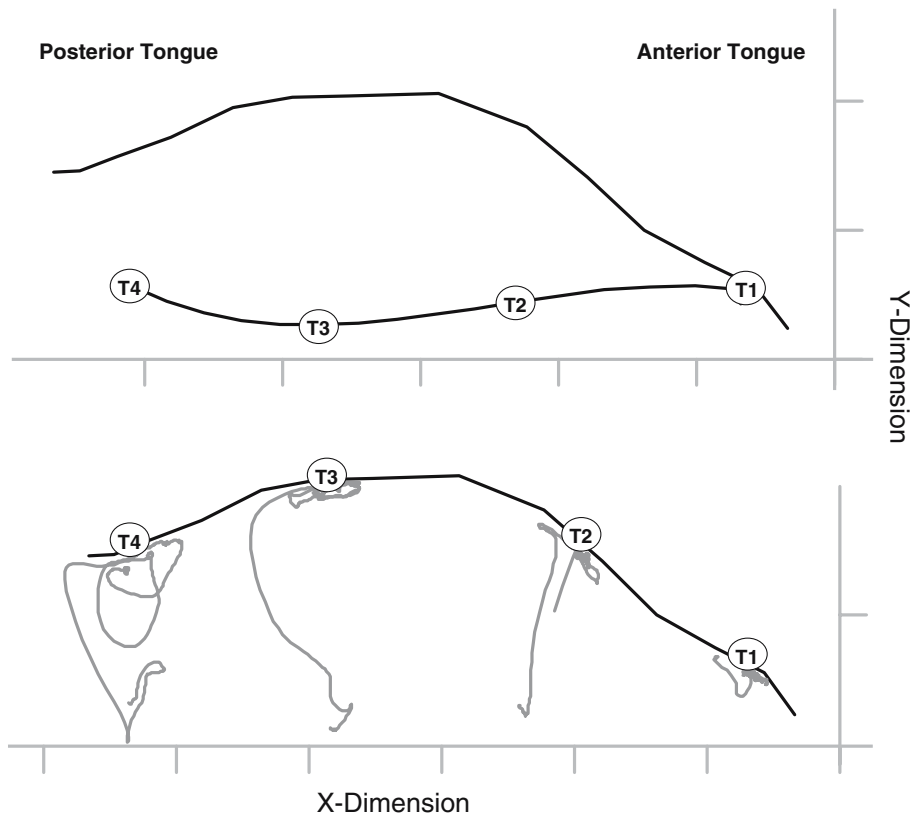 Posterior Tongue
Anterior Tongue
T4
T3
T2
T1
Y-Dimension
T4
T3
T2
T1
X-Dimension